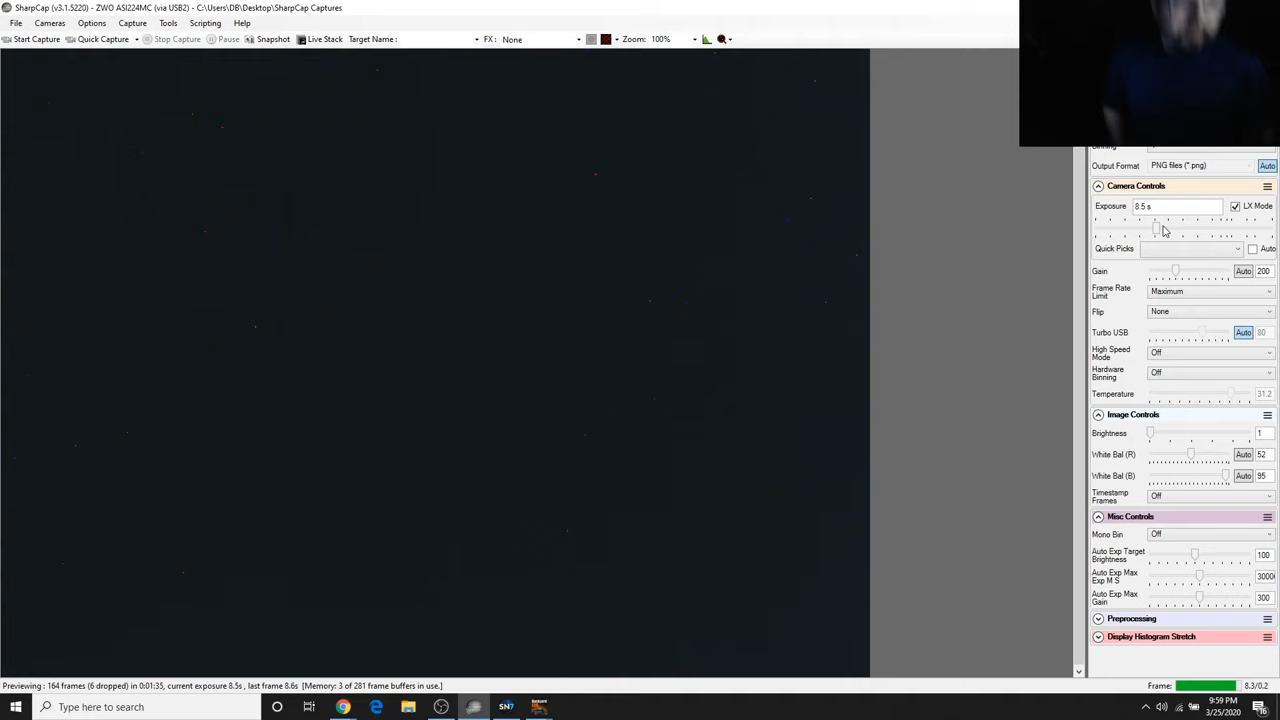 SharpCap (v3.1.5220) - ZWO ASI224MC (via USB2) - C:\Users\DB\Desktop\SharpCap Captures
File Cameras Options Capture Tools Scripting Help
Start Capture Quick Capture Stop Capture Pause Snapshot Live Stack Target Name : FX : None Zoom: 100%
Output Format PNG files (*.png) Auto
Camera Controls
Exposure 8.5 s LX Mode
Quick Picks Auto
Gain Auto 200
Frame Rate
Limit
Maximum
Flip None
Turbo USB Auto 80
High Speed
Mode
Off
Hardware
Binning
Off
Temperature 31.2
Image Controls
Brightness 1
White Bal (R) Auto 52
White Bal (B) Auto 95
Timestamp
Frames
Off
Misc Controls
Mono Bin Off
Auto Exp Target
Brightness
100
Auto Exp Max
Exp M S
3000
Auto Exp Max
Gain
300
Preprocessing
Display Histogram Stretch
Previewing : 164 frames (6 dropped) in 0:01:35, current exposure 8.5s, last frame 8.6s [Memory: 3 of 281 frame buffers in use.] Frame: 8.3/0.2
Type here to search
SN7
9:59 PM
3/25/2020